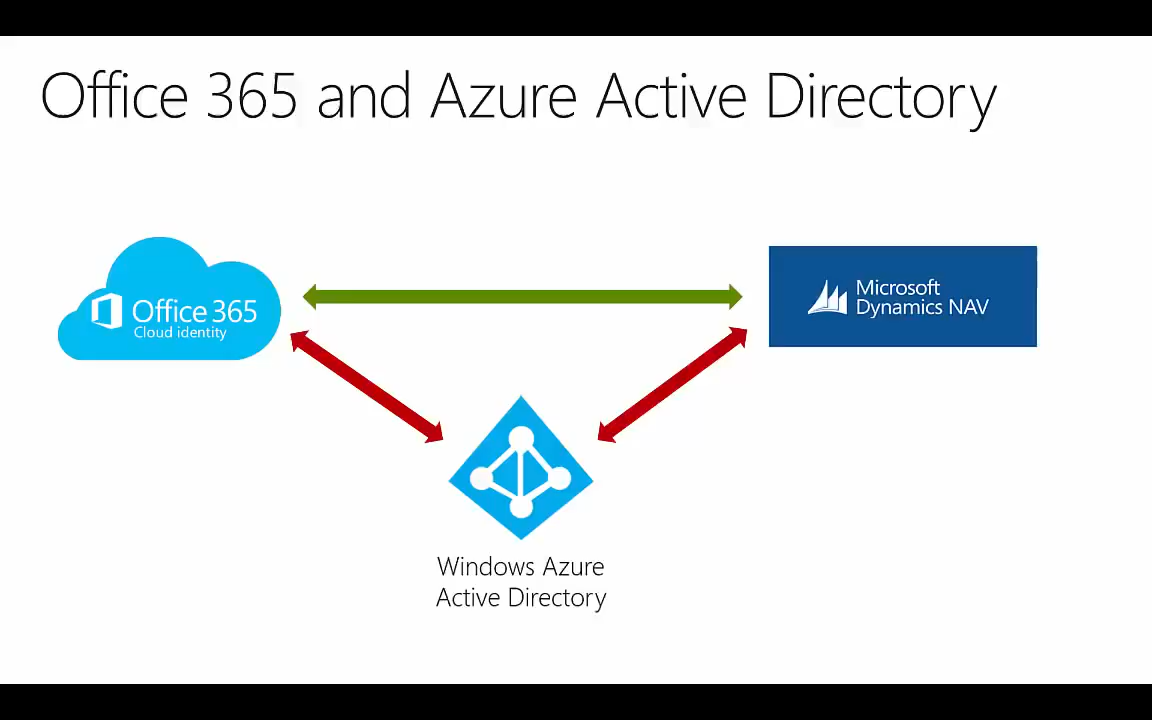 Office 365 and Azure Active Directory
Office 365
Cloud identity
Microsoft
Dynamics NAV
Windows Azure
Active Directory